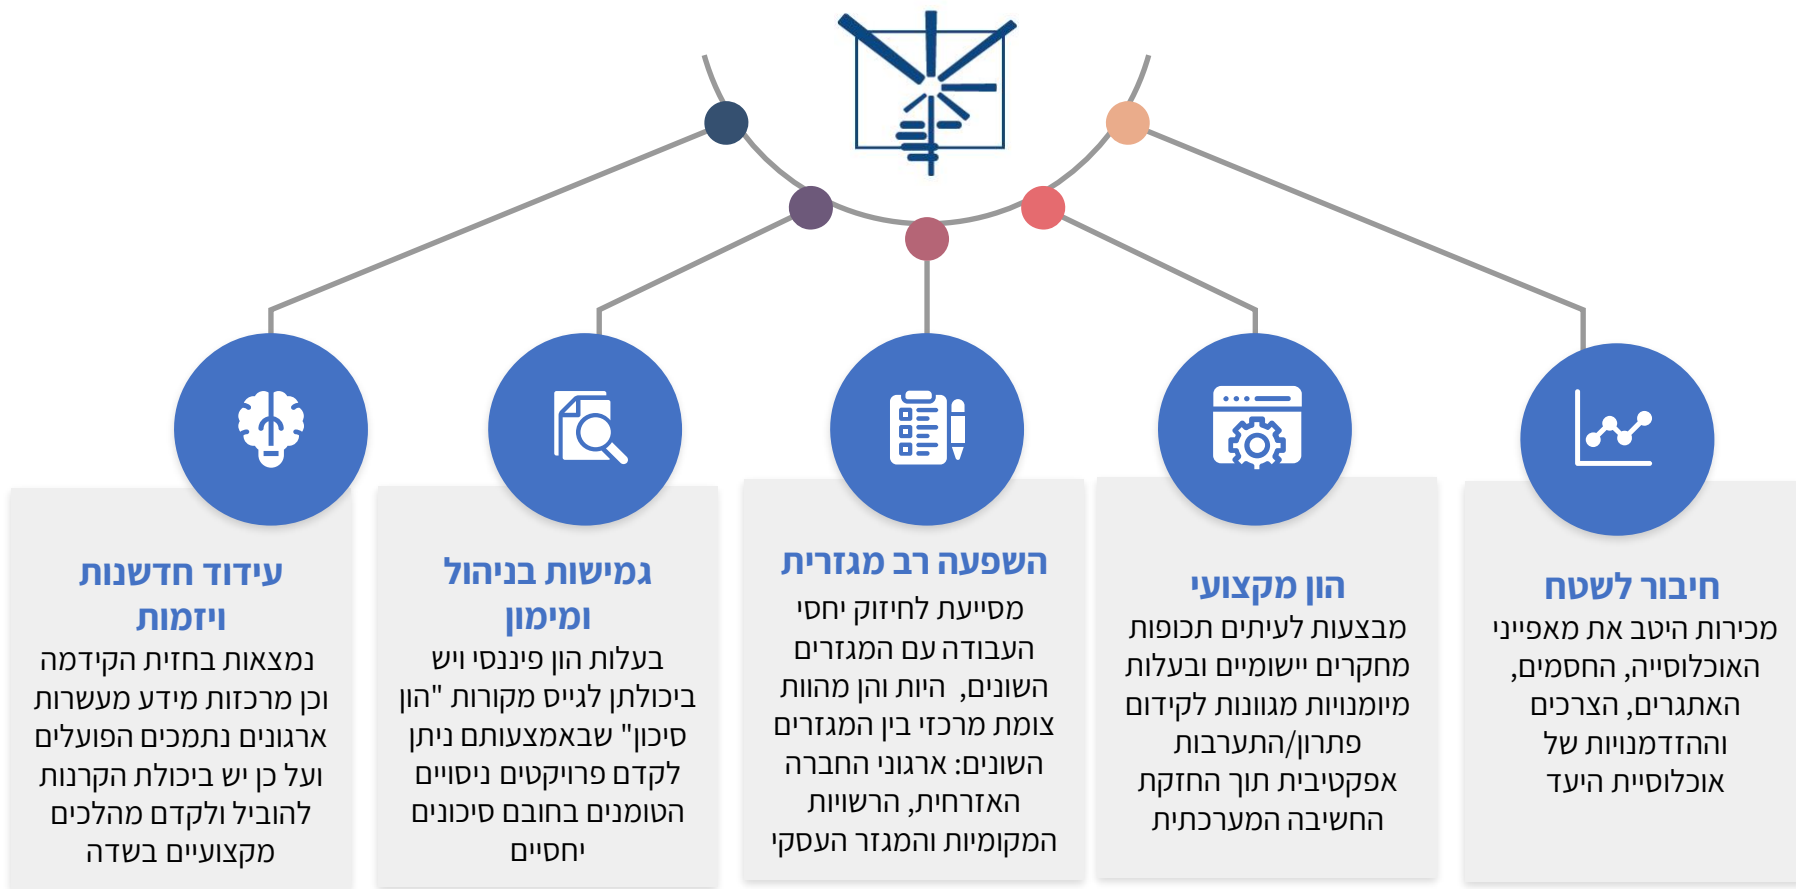 חיבור לשטח
מכירות היטב את מאפייני
האוכלוסייה, החסמים,
האתגרים, הצרכים
וההזדמנויות של
אוכלוסיית היעד
הון מקצועי
מבצעות לעיתים תכופות
מחקרים יישומיים ובעלות
מיומנויות מגוונות לקידום
פתרון/התערבות
אפקטיבית תוך החזקת
החשיבה המערכתית
השפעה רב מגזרית
מסייעת לחיזוק יחסי
העבודה עם המגזרים
השונים, היות והן מהוות
צומת מרכזי בין המגזרים
השונים: ארגוני החברה
האזרחית, הרשויות
המקומיות והמגזר העסקי
גמישות בניהול
ומימון
בעלות הון פיננסי ויש
ביכולתן לגייס מקורות "הון
סיכון" שבאמצעותם ניתן
לקדם פרויקטים ניסויים
הטומנים בחובם סיכונים
יחסיים
עידוד חדשנות
ויזמות
נמצאות בחזית הקידמה
וכן מרכזות מידע מעשרות
ארגונים נתמכים הפועלים
ועל כן יש ביכולת הקרנות
להוביל ולקדם מהלכים
מקצועיים בשדה